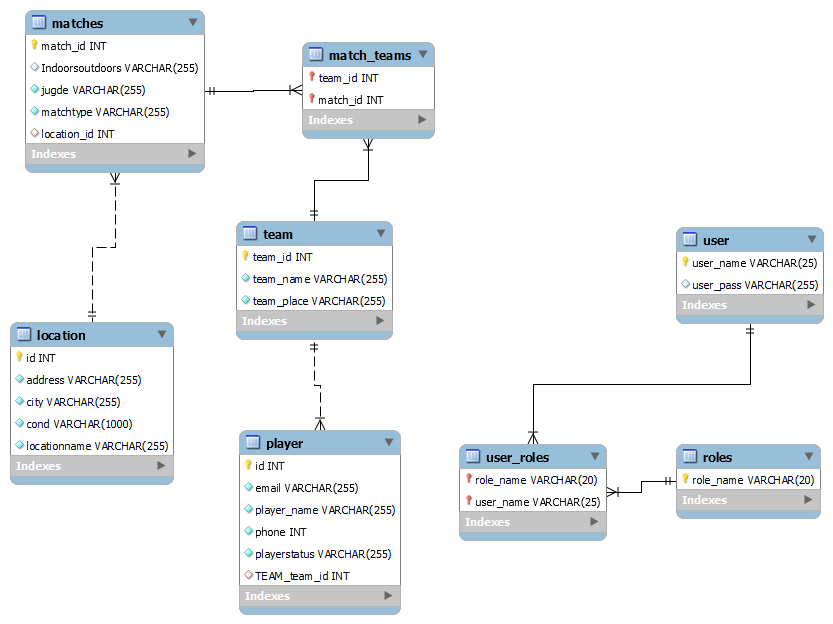 matches
match_id INT
Indoorsoutdoors VARCHAR(255)
jugde VARCHAR(255)
matchtype VARCHAR(255)
location_id INT
Indexes
match_teams
team_id INT
match_id INT
Indexes
team
team_id INT
team_name VARCHAR(255)
team_place VARCHAR(255)
Indexes
user
user_name VARCHAR(25)
user_pass VARCHAR(255)
Indexes
location
id INT
address VARCHAR(255)
city VARCHAR(255)
cond VARCHAR(1000)
locationname VARCHAR(255)
Indexes
player
id INT
email VARCHAR(255)
player_name VARCHAR(255)
phone INT
playerstatus VARCHAR(255)
TEAM_team_id INT
Indexes
user_roles
role_name VARCHAR(20)
user_name VARCHAR(25)
Indexes
roles
role_name VARCHAR(20)
Indexes